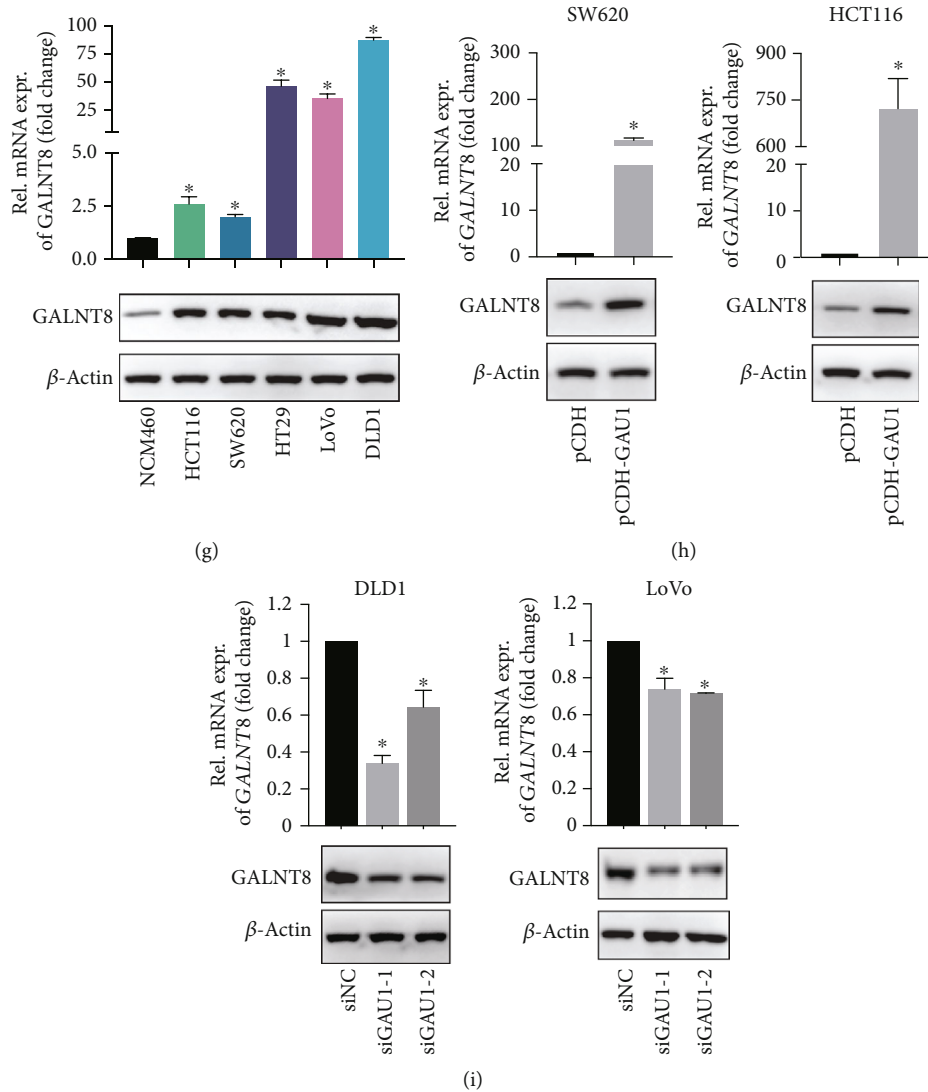 Rel. mRNA expr.
of GALNT8 (fold change)
100
75
50
25
5.0
2.5
0.0
*
*
*
*
*
GALNT8
β-Actin
NCM460
HCT116
SW620
HT29
LoVo
DLD1
(g)
SW620
Rel. mRNA expr.
of GALNT8 (fold change)
300
200
100
20
10
0
*
GALNT8
β-Actin
pCDH
pCDH-GAU1
HCT116
Rel. mRNA expr.
of GALNT8 (fold change)
900
750
600
20
10
0
*
GALNT8
β-Actin
pCDH
pCDH-GAU1
(h)
DLD1
Rel. mRNA expr.
of GALNT8 (fold change)
1.2
1
0.8
0.6
0.4
0.2
0
*
*
GALNT8
β-Actin
siNC
siGAU1-1
siGAU1-2
LoVo
Rel. mRNA expr.
of GALNT8 (fold change)
1.2
1
0.8
0.6
0.4
0.2
0
*
*
GALNT8
β-Actin
siNC
siGAU1-1
siGAU1-2
(i)